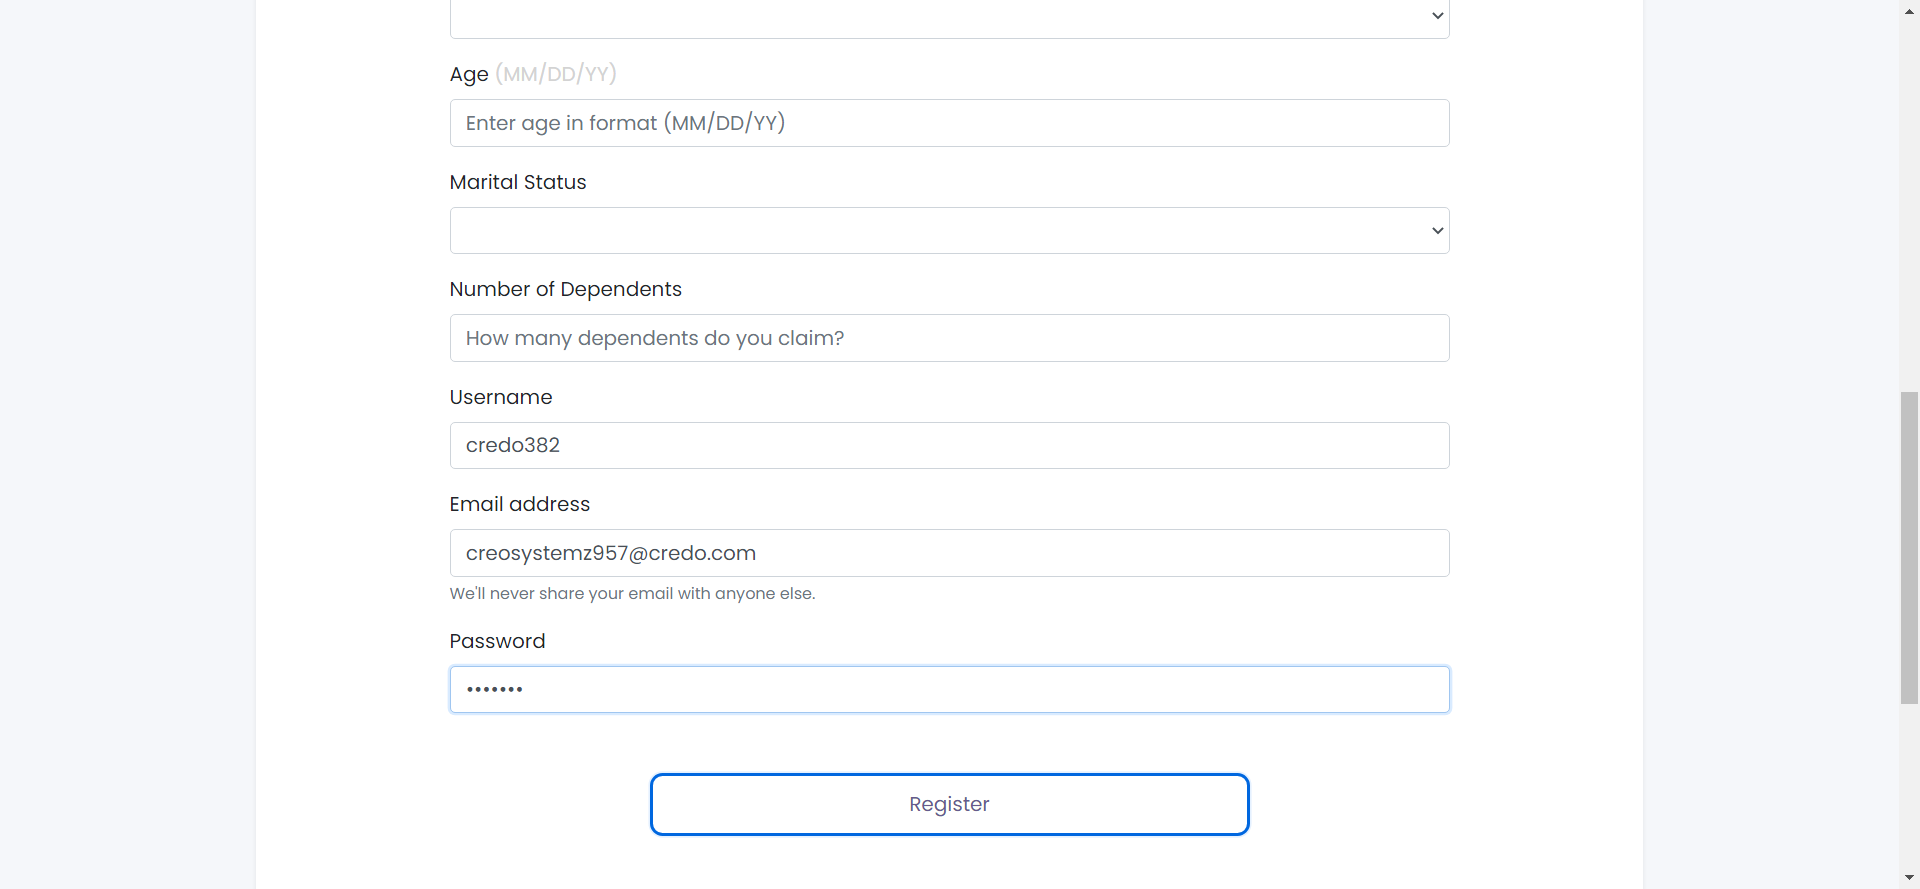 Age (MM/DD/YY)
Enter age in format (MM/DD/YY)
Marital Status
Number of Dependents
How many dependents do you claim?
Username
credo382
Email address
creosystemz957@credo.com
We'll never share your email with anyone else.
Password
•••••••
Register